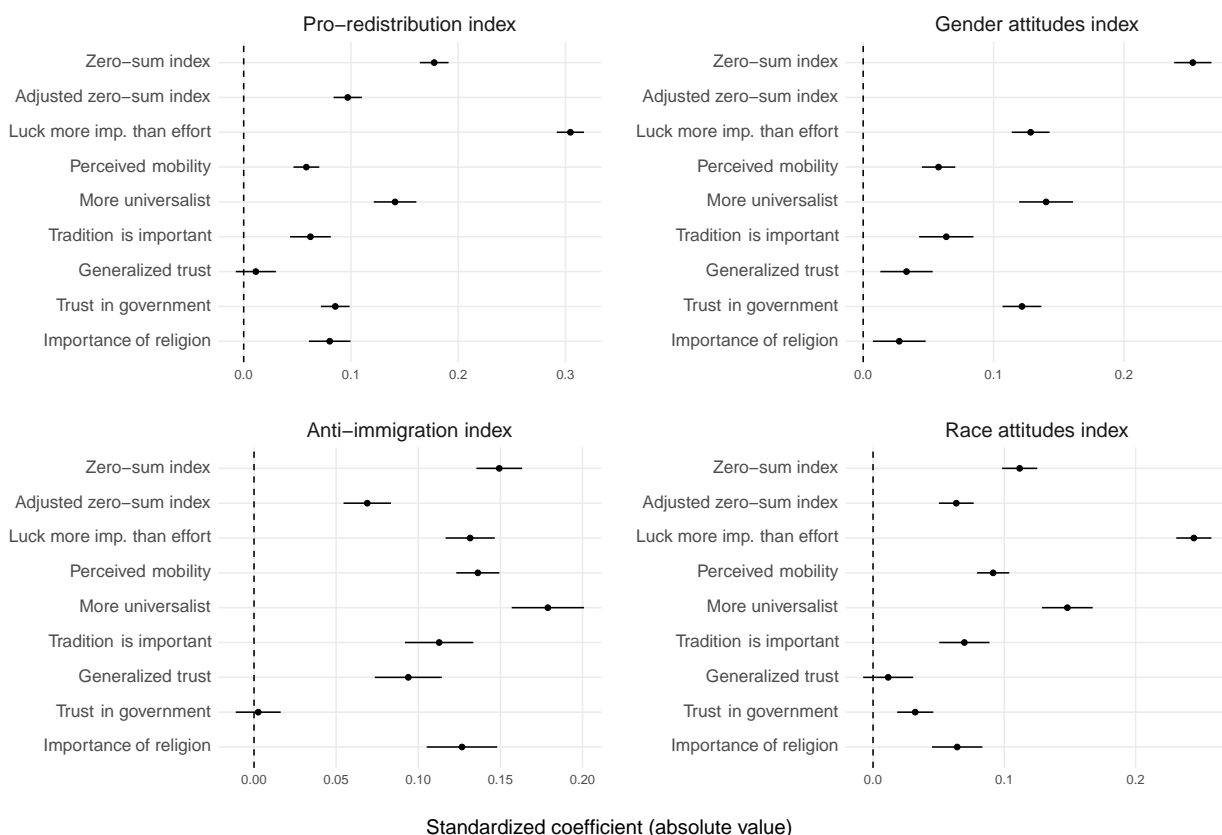 Pro−redistribution index
Zero−sum index
Adjusted zero−sum index
Luck more imp. than effort
Perceived mobility
More universalist
Tradition is important
Generalized trust
Trust in government
Importance of religion
0.0 0.1 0.2 0.3
Gender attitudes index
Zero−sum index
Adjusted zero−sum index
Luck more imp. than effort
Perceived mobility
More universalist
Tradition is important
Generalized trust
Trust in government
Importance of religion
0.0 0.1 0.2
Anti−immigration index
Zero−sum index
Adjusted zero−sum index
Luck more imp. than effort
Perceived mobility
More universalist
Tradition is important
Generalized trust
Trust in government
Importance of religion
0.00 0.05 0.10 0.15 0.20
Race attitudes index
Zero−sum index
Adjusted zero−sum index
Luck more imp. than effort
Perceived mobility
More universalist
Tradition is important
Generalized trust
Trust in government
Importance of religion
0.0 0.1 0.2
Standardized coefficient (absolute value)